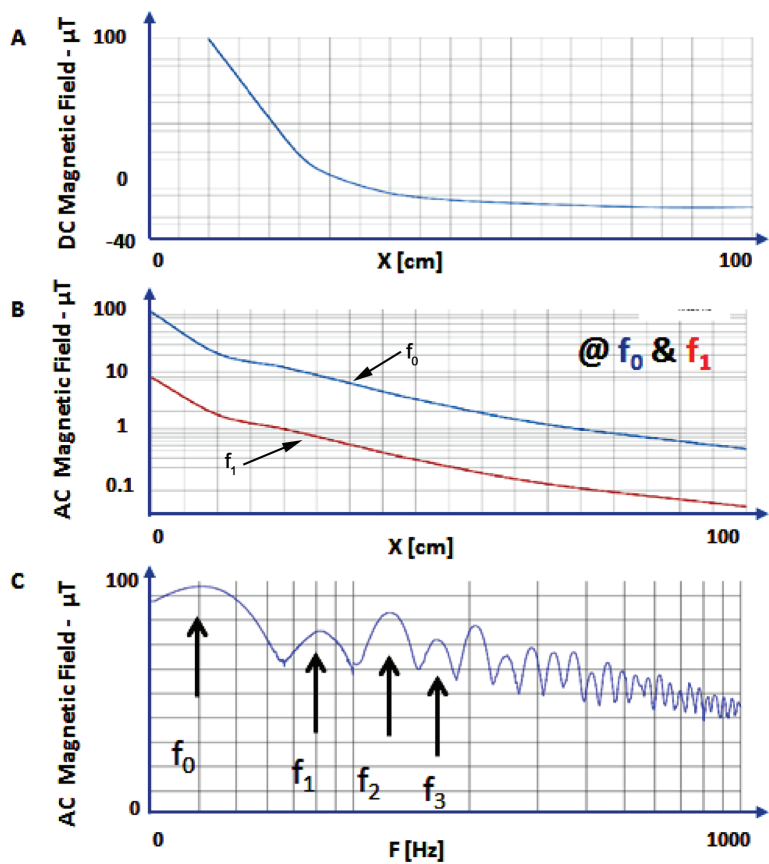 A
DC Magnetic Field - µT
100
0
-40
0
X [cm]
100
B
AC Magnetic Field - µT
100
10
1
0.1
@ f0 & f1
f0
f1
0
X [cm]
100
C
AC Magnetic Field - µT
100
0
f0
f1
f2
f3
0
F [Hz]
1000